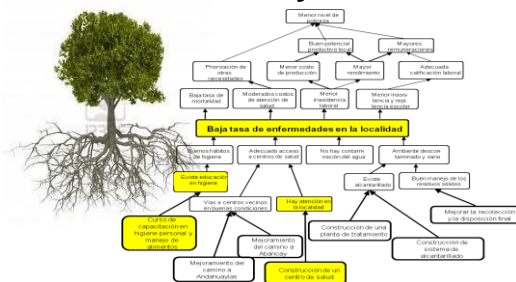 Menor nivel de
pobreza
Buen potencial
productivo local
Mayores
remuneraciones
Priorización de
otras
necesidades
Menor costo
de producción
Mayor
rendimiento
Adecuada
calificación laboral
Baja tasa de
mortalidad
Moderados costos
de atención de
salud
Menor
inasistencia
laboral
Menor inasis
tencia y repi
tencia escolar
Baja tasa de enfermedades en la localidad
Buenos hábitos
de higiene
Adecuado acceso
a centros de salud
No hay contami
nación del agua
Ambiente descon
taminado y sano
Existe educación
en higiene
Existe
alcantarillado
Buen manejo de los
residuos sólidos
Vías a centros vecinos
en buenas condiciones
Hay atención en
la localidad
Curso de
capacitación en
higiene personal y
manejo de
alimentos
Mejorar la recolección
y la disposición final
Construcción de una
planta de tratamiento
Mejoramiento
del camino a
Abancay
Construcción de
sistema de
alcantarillado
Mejoramiento del
camino a
Andahuaylas
Construcción de un
centro de salud